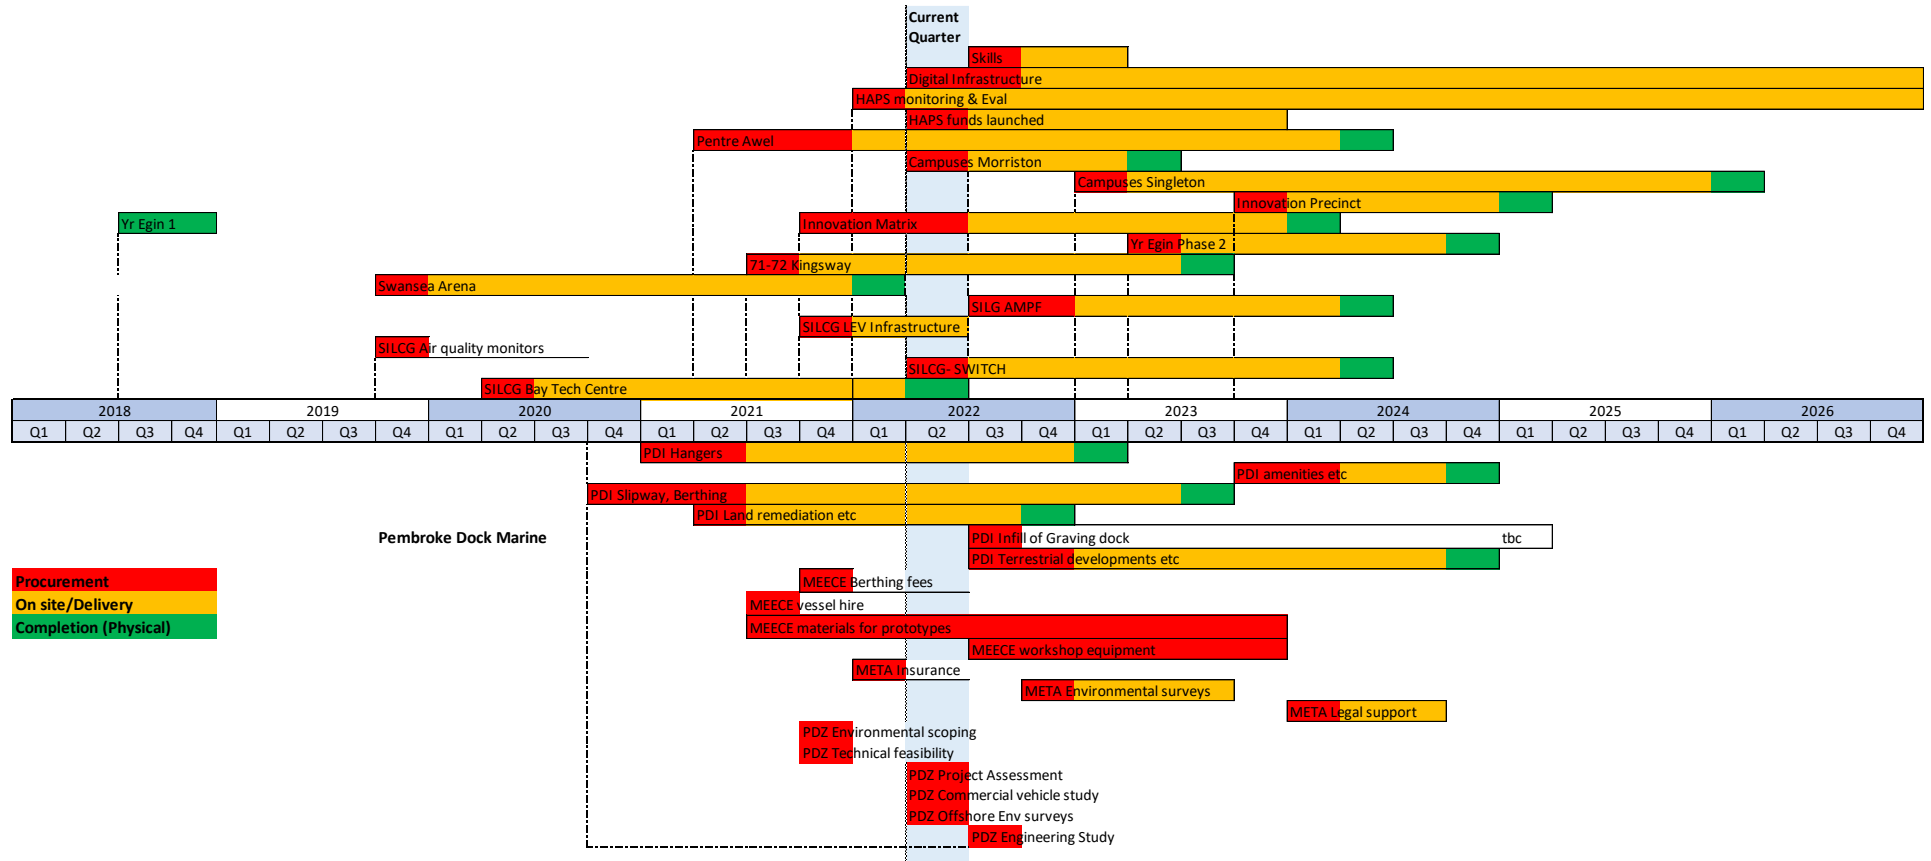 Current
Quarter
Skills
Digital Infrastructure
HAPS monitoring & Eval
HAPS funds launched
Pentre Awel
Campuses Morriston
Campuses Singleton
Innovation Precinct
Yr Egin 1
Innovation Matrix
Yr Egin Phase 2
71-72 Kingsway
Swansea Arena
SILG AMPF
SILCG LEV Infrastructure
SILCG Air quality monitors
SILCG- SWITCH
SILCG Bay Tech Centre
2018 2019 2020 2021 2022 2023 2024 2025 2026
Q1 Q2 Q3 Q4 Q1 Q2 Q3 Q4 Q1 Q2 Q3 Q4 Q1 Q2 Q3 Q4 Q1 Q2 Q3 Q4 Q1 Q2 Q3 Q4 Q1 Q2 Q3 Q4 Q1 Q2 Q3 Q4 Q1 Q2 Q3 Q4
PDI Hangers
PDI amenities etc
PDI Slipway, Berthing
PDI Land remediation etc
Pembroke Dock Marine
PDI Infill of Graving dock tbc
PDI Terrestrial developments etc
Procurement
On site/Delivery
Completion (Physical)
MEECE Berthing fees
MEECE vessel hire
MEECE materials for prototypes
MEECE workshop equipment
META Insurance
META Environmental surveys
META Legal support
PDZ Environmental scoping
PDZ Technical feasibility
PDZ Project Assessment
PDZ Commercial vehicle study
PDZ Offshore Env surveys
PDZ Engineering Study